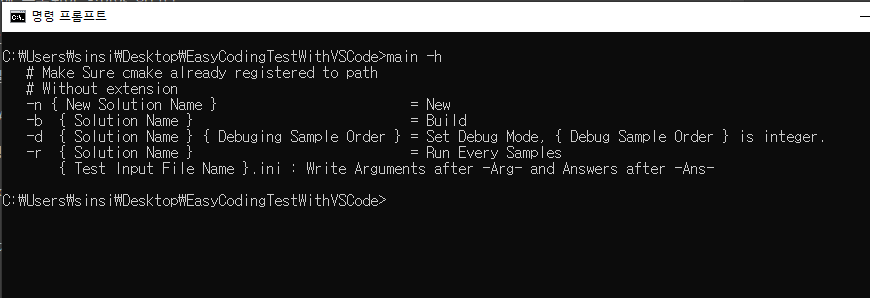 명령 프롬프트
C:\Users\sinsi\Desktop\EasyCodingTestWithVSCode>main -h
# Make Sure cmake already registered to path
# Without extension
-n { New Solution Name } = New
-b { Solution Name } = Build
-d { Solution Name } { Debuging Sample Order } = Set Debug Mode, { Debug Sample Order } is integer.
-r { Solution Name } = Run Every Samples
{ Test Input File Name }.ini : Write Arguments after -Arg- and Answers after -Ans-
C:\Users\sinsi\Desktop\EasyCodingTestWithVSCode>